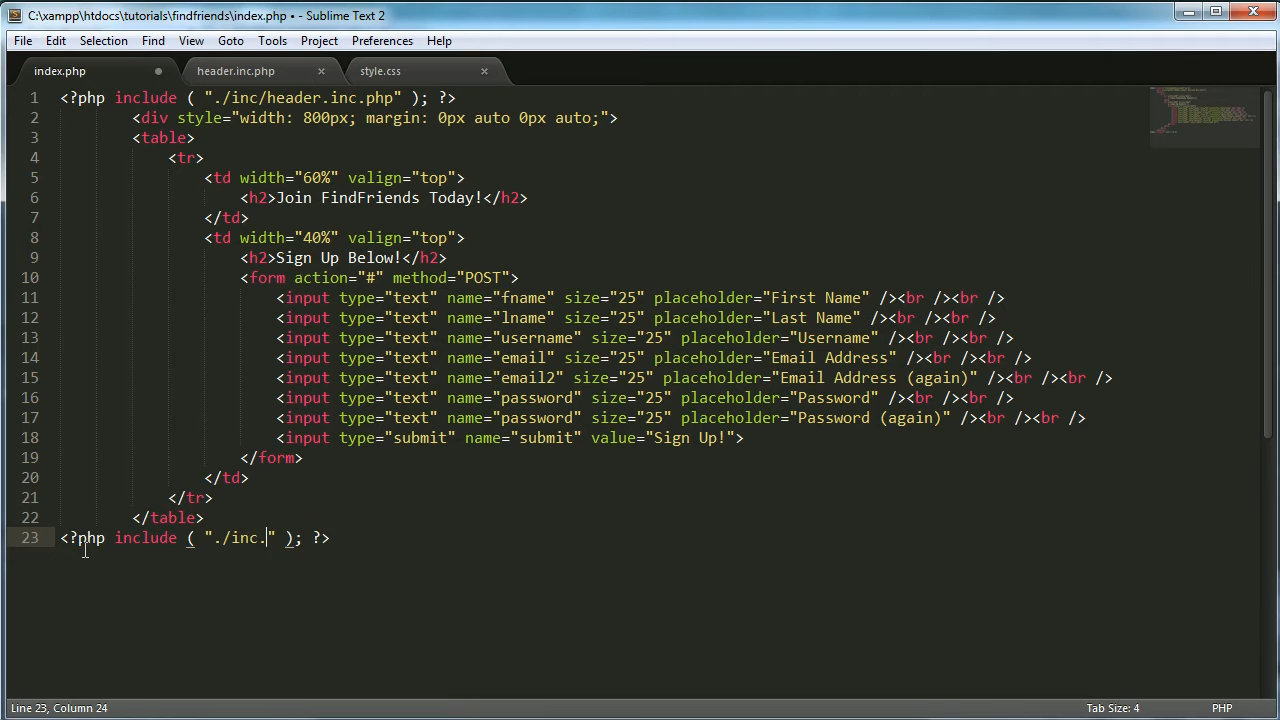 C:\xampp\htdocs\tutorials\findfriends\index.php • - Sublime Text 2
File Edit Selection Find View Goto Tools Project Preferences Help
index.php header.inc.php × style.css ×
1 <?php include ( "./inc/header.inc.php" ); ?>
2 <div style="width: 800px; margin: 0px auto 0px auto;">
3 <table>
4 <tr>
5 <td width="60%" valign="top">
6 <h2>Join FindFriends Today!</h2>
7 </td>
8 <td width="40%" valign="top">
9 <h2>Sign Up Below!</h2>
10 <form action="#" method="POST">
11 <input type="text" name="fname" size="25" placeholder="First Name" /><br /><br />
12 <input type="text" name="lname" size="25" placeholder="Last Name" /><br /><br />
13 <input type="text" name="username" size="25" placeholder="Username" /><br /><br />
14 <input type="text" name="email" size="25" placeholder="Email Address" /><br /><br />
15 <input type="text" name="email2" size="25" placeholder="Email Address (again)" /><br /><br />
16 <input type="text" name="password" size="25" placeholder="Password" /><br /><br />
17 <input type="text" name="password" size="25" placeholder="Password (again)" /><br /><br />
18 <input type="submit" name="submit" value="Sign Up!">
19 </form>
20 </td>
21 </tr>
22 </table>
23 <?php include ( "./inc." ); ?>
Line 23, Column 24 Tab Size: 4 PHP